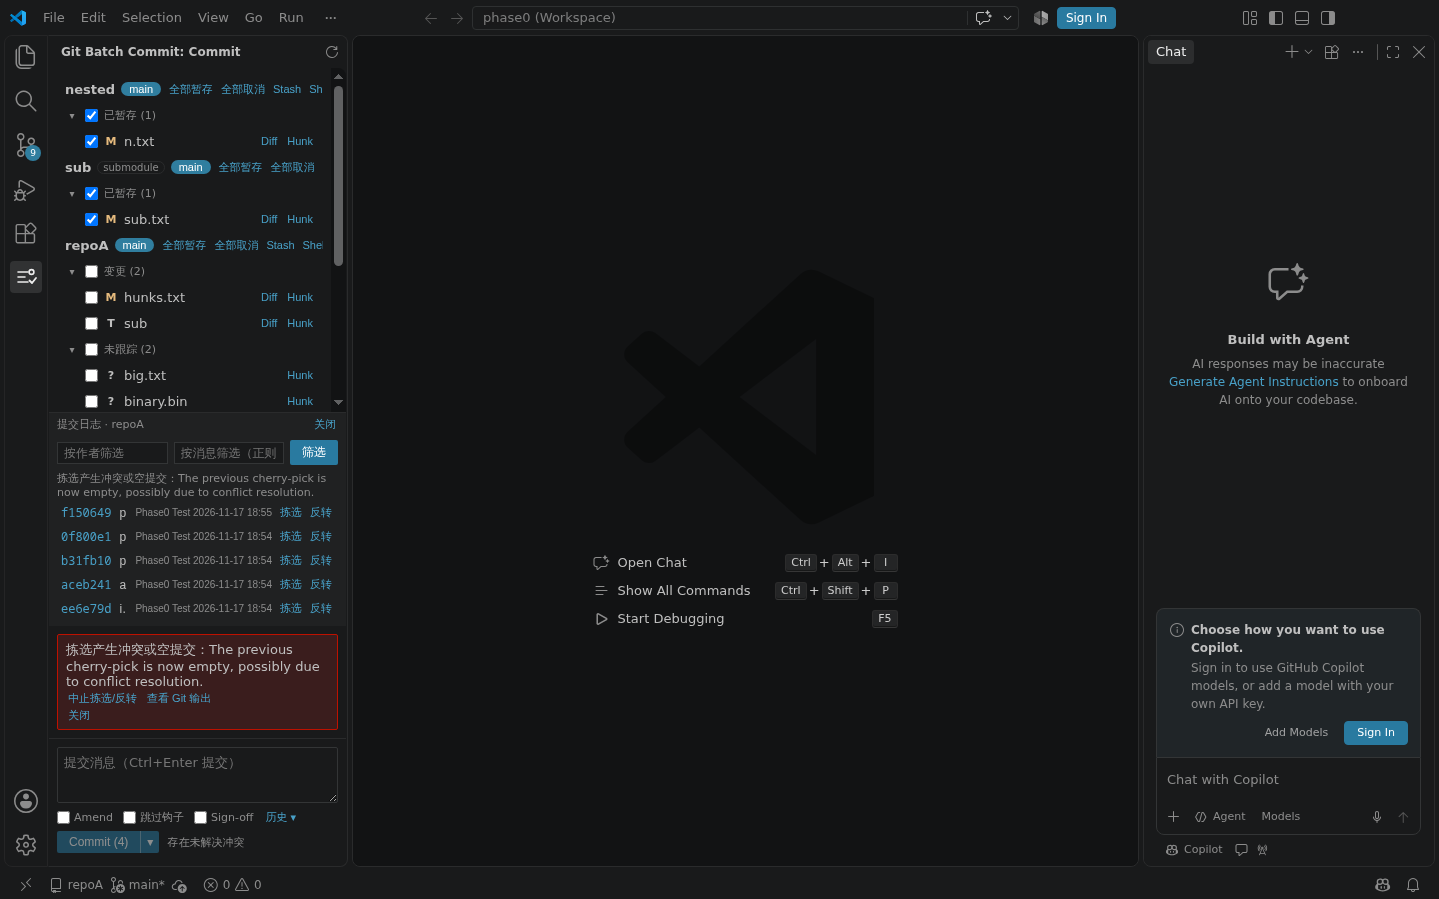 File Edit Selection View Go Run ···
phase0 (Workspace)
Sign In
Git Batch Commit: Commit
nested main 全部暂存 全部取消 Stash Sh
已暂存 (1)
M n.txt Diff Hunk
sub submodule main 全部暂存 全部取消
已暂存 (1)
M sub.txt Diff Hunk
repoA main 全部暂存 全部取消 Stash She
变更 (2)
M hunks.txt Diff Hunk
T sub Diff Hunk
未跟踪 (2)
? big.txt Hunk
? binary.bin Hunk
9
提交日志 · repoA 关闭
按作者筛选 按消息筛选（正则 筛选
拣选产生冲突或空提交：The previous cherry-pick is
now empty, possibly due to conflict resolution.
f150649 p Phase0 Test 2026-11-17 18:55 拣选 反转
0f800e1 p Phase0 Test 2026-11-17 18:54 拣选 反转
b31fb10 p Phase0 Test 2026-11-17 18:54 拣选 反转
aceb241 a Phase0 Test 2026-11-17 18:54 拣选 反转
ee6e79d i. Phase0 Test 2026-11-17 18:54 拣选 反转
拣选产生冲突或空提交：The previous
cherry-pick is now empty, possibly due
to conflict resolution.
中止拣选/反转 查看 Git 输出
关闭
提交消息（Ctrl+Enter 提交）
Amend 跳过钩子 Sign-off 历史 ▾
Commit (4) ▾ 存在未解决冲突
Open Chat Ctrl + Alt + I
Show All Commands Ctrl + Shift + P
Start Debugging F5
Chat
Build with Agent
AI responses may be inaccurate
Generate Agent Instructions to onboard
AI onto your codebase.
Choose how you want to use
Copilot.
Sign in to use GitHub Copilot
models, or add a model with your
own API key.
Add Models Sign In
Chat with Copilot
Agent Models
Copilot
repoA main* 0 0